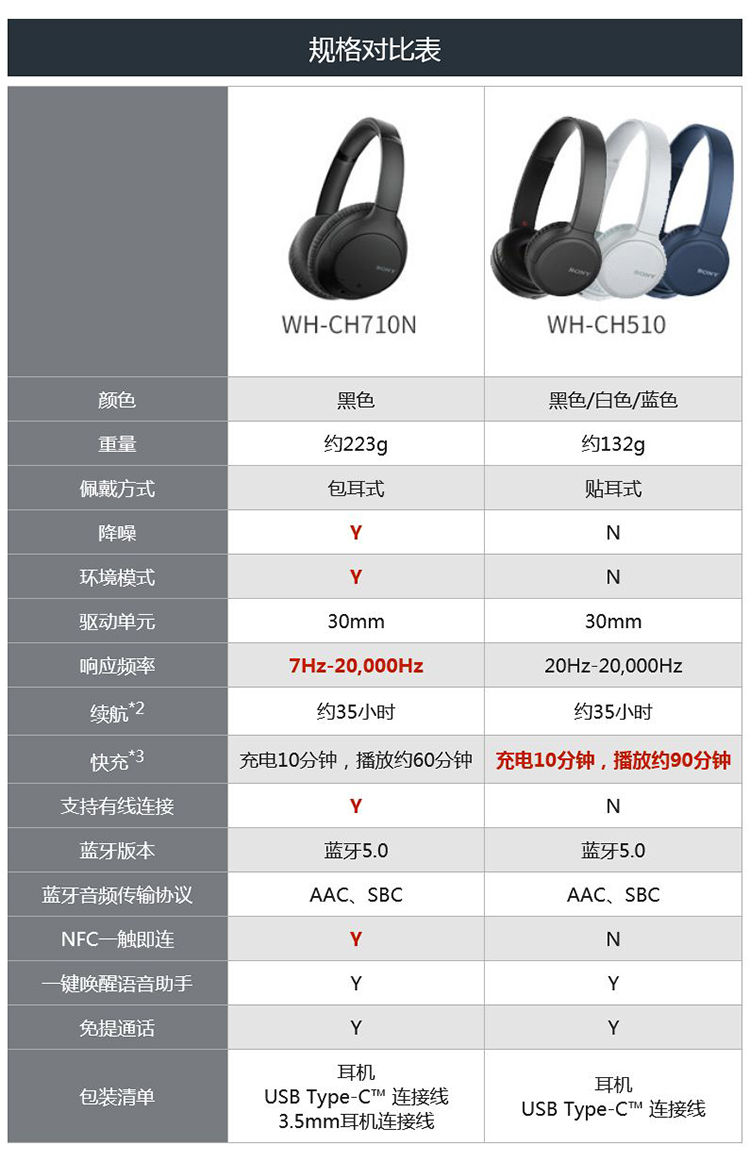 规格对比表
SONY
SONY
SONY
SONY
WH-CH710N
WH-CH510
颜色 黑色 黑色/白色/蓝色
重量 约223g 约132g
佩戴方式 包耳式 贴耳式
降噪 Y N
环境模式 Y N
驱动单元 30mm 30mm
响应频率 7Hz-20,000Hz 20Hz-20,000Hz
续航*2 约35小时 约35小时
快充*3 充电10分钟，播放约60分钟 充电10分钟，播放约90分钟
支持有线连接 Y N
蓝牙版本 蓝牙5.0 蓝牙5.0
蓝牙音频传输协议 AAC、SBC AAC、SBC
NFC一触即连 Y N
一键唤醒语音助手 Y Y
免提通话 Y Y
包装清单
耳机
USB Type-C™ 连接线
3.5mm耳机连接线
耳机
USB Type-C™ 连接线